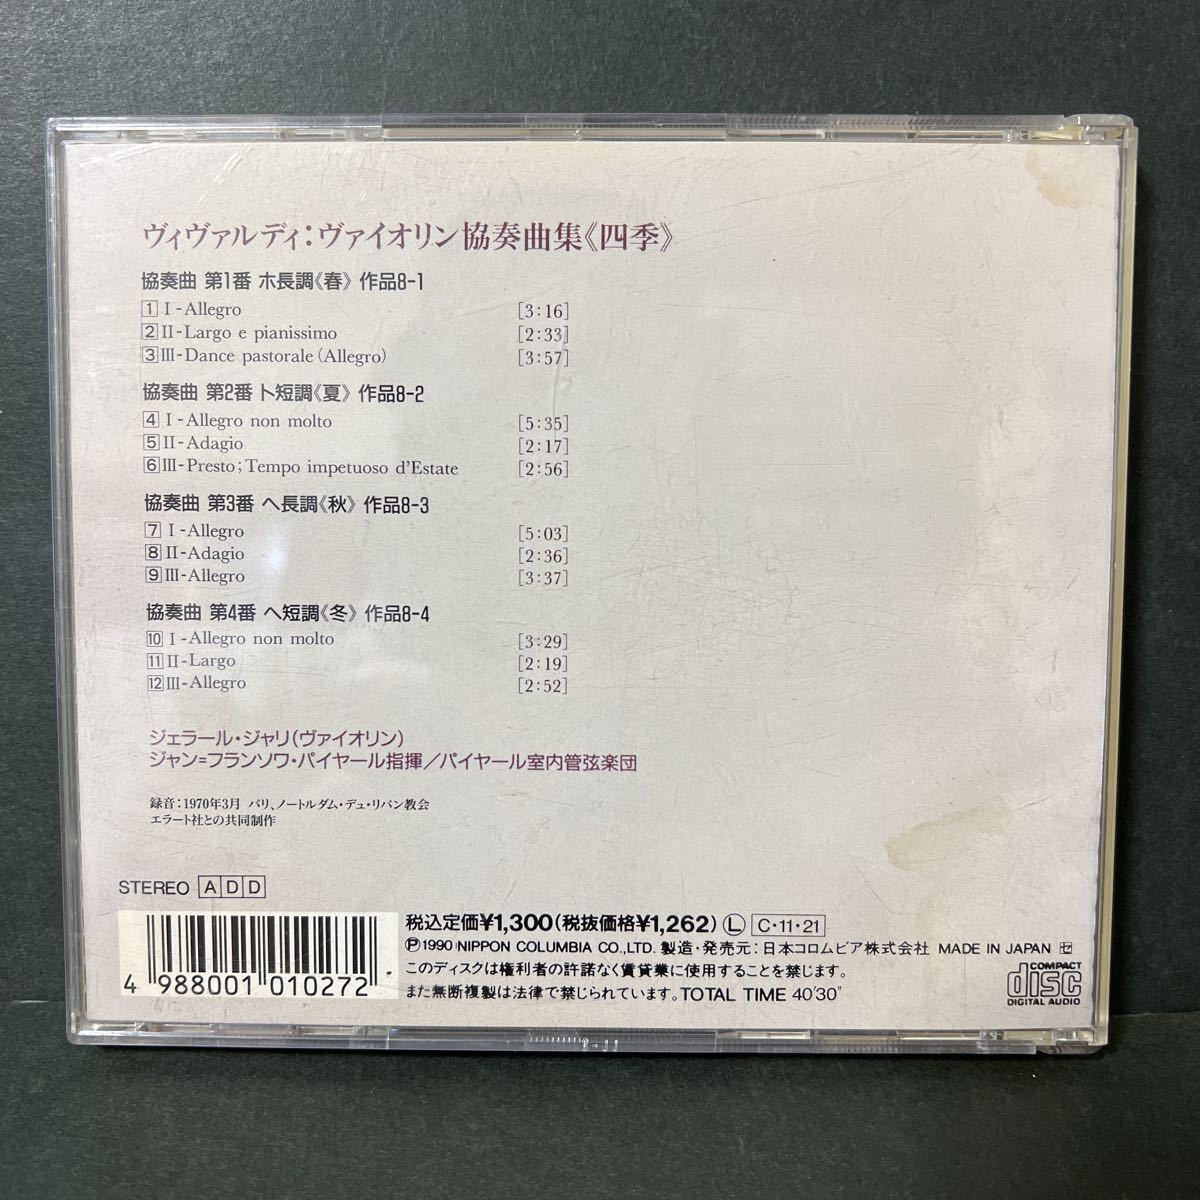 ヴィヴァルディ：ヴァイオリン協奏曲集《四季》
協奏曲 第1番 ホ長調《春》 作品8-1
1 I-Allegro [3:16]
2 II-Largo e pianissimo [2:33]
3 III-Dance pastorale (Allegro) [3:57]
協奏曲 第2番 ト短調《夏》 作品8-2
4 I-Allegro non molto [5:35]
5 II-Adagio [2:17]
6 III-Presto; Tempo impetuoso d'Estate [2:56]
協奏曲 第3番 ヘ長調《秋》 作品8-3
7 I-Allegro [5:03]
8 II-Adagio [2:36]
9 III-Allegro [3:37]
協奏曲 第4番 ヘ短調《冬》 作品8-4
10 I-Allegro non molto [3:29]
11 II-Largo [2:19]
12 III-Allegro [2:52]
ジェラール・ジャリ（ヴァイオリン）
ジャン=フランソワ・パイヤール指揮／パイヤール室内管弦楽団
録音：1970年3月 パリ、ノートルダム・デュ・リバン教会
エラート社との共同制作
STEREO ADD
税込定価¥1,300（税抜価格¥1,262） Ⓛ C・11・21
Ⓟ1990 NIPPON COLUMBIA CO.,LTD. 製造・発売元：日本コロムビア株式会社 MADE IN JAPAN セ
このディスクは権利者の許諾なく賃貸業に使用することを禁じます。
また無断複製は法律で禁じられています。TOTAL TIME 40'30"
4 988001 010272
COMPACT
disc
DIGITAL AUDIO